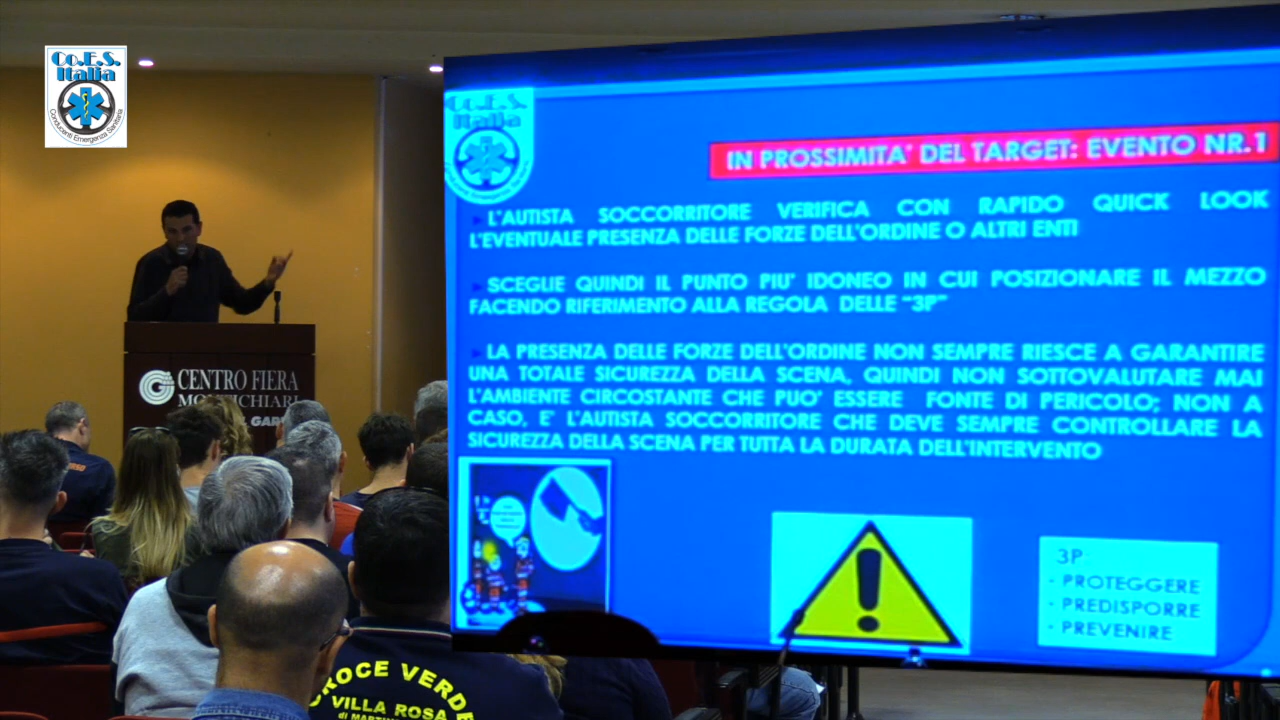 Co.E.S.
Italia
Conducenti Emergenza Sanitaria
Co.E.S.
Italia
IN PROSSIMITA' DEL TARGET: EVENTO NR.1
L'AUTISTA SOCCORRITORE VERIFICA CON RAPIDO QUICK LOOK
L'EVENTUALE PRESENZA DELLE FORZE DELL'ORDINE O ALTRI ENTI
SCEGLIE QUINDI IL PUNTO PIU' IDONEO IN CUI POSIZIONARE IL MEZZO
FACENDO RIFERIMENTO ALLA REGOLA DELLE "3P"
LA PRESENZA DELLE FORZE DELL'ORDINE NON SEMPRE RIESCE A GARANTIRE
UNA TOTALE SICUREZZA DELLA SCENA, QUINDI NON SOTTOVALUTARE MAI
L'AMBIENTE CIRCOSTANTE CHE PUO' ESSERE FONTE DI PERICOLO; NON A
CASO, E' L'AUTISTA SOCCORRITORE CHE DEVE SEMPRE CONTROLLARE LA
SICUREZZA DELLA SCENA PER TUTTA LA DURATA DELL'INTERVENTO
3P:
- PROTEGGERE
- PREDISPORRE
- PREVENIRE
CENTRO FIERA
MONTICHIARI
CROCE VERDE
VILLA ROSA